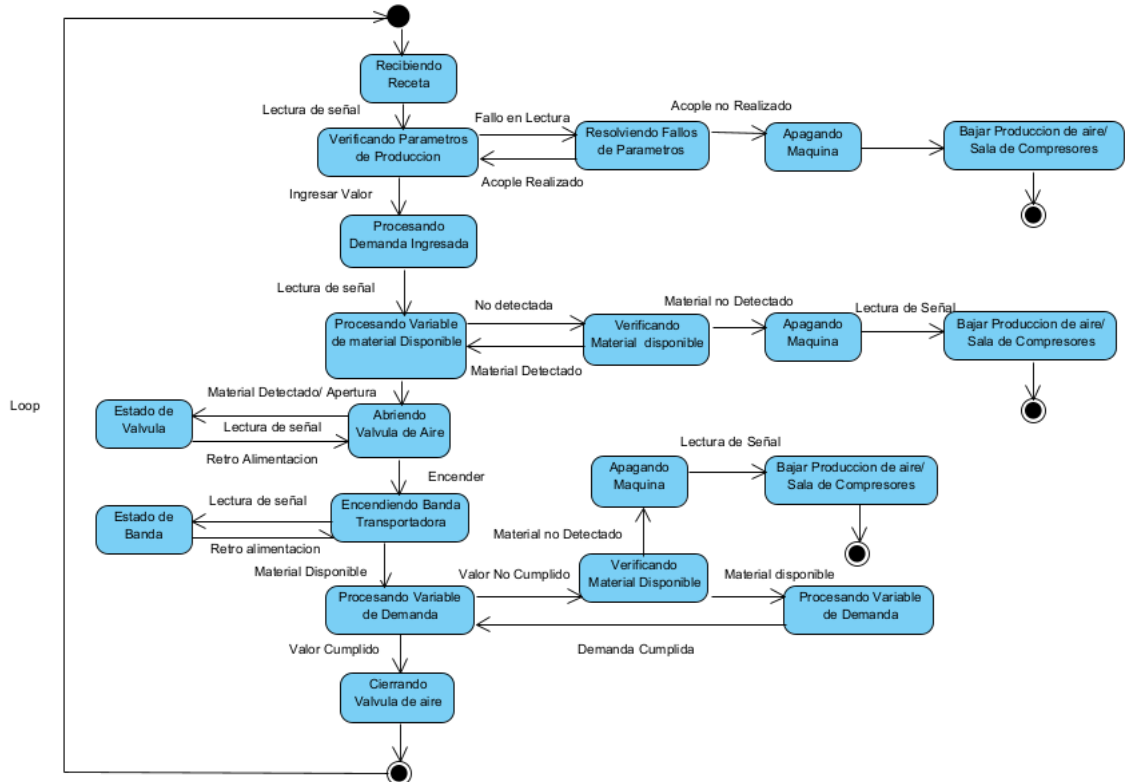 Recibiendo
Receta
Lectura de señal
Fallo en Lectura
Acople no Realizado
Verificando Parametros
de Produccion
Resolviendo Fallos
de Parametros
Apagando
Maquina
Bajar Produccion de aire/
Sala de Compresores
Acople Realizado
Ingresar Valor
Procesando
Demanda Ingresada
Lectura de señal
No detectada
Material no Detectado
Lectura de Señal
Procesando Variable
de material Disponible
Verificando
Material disponible
Apagando
Maquina
Bajar Produccion de aire/
Sala de Compresores
Material Detectado
Material Detectado/ Apertura
Loop
Estado de
Valvula
Lectura de señal
Abriendo
Valvula de Aire
Retro Alimentacion
Encender
Lectura de Señal
Apagando
Maquina
Bajar Produccion de aire/
Sala de Compresores
Lectura de señal
Estado de
Banda
Encendiendo Banda
Transportadora
Retro alimentacion
Material no Detectado
Material Disponible
Valor No Cumplido
Verificando
Material Disponible
Material disponible
Procesando Variable
de Demanda
Procesando Variable
de Demanda
Valor Cumplido
Demanda Cumplida
Cierrando
Valvula de aire